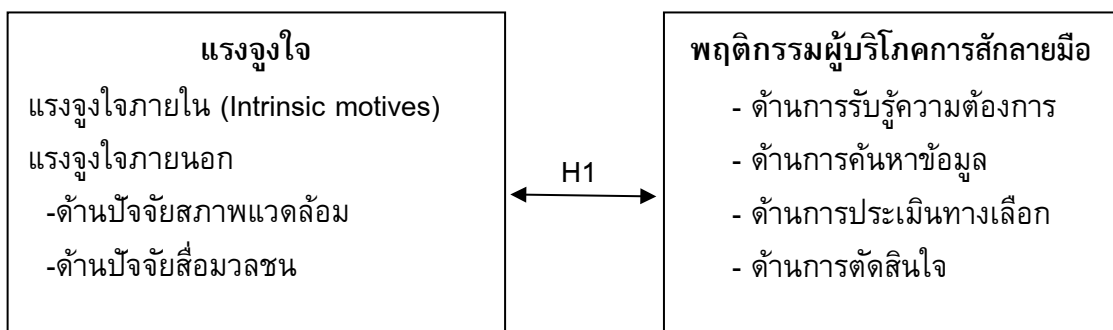 แรงจูงใจ
แรงจูงใจภายใน (Intrinsic motives)
แรงจูงใจภายนอก
-ด้านปัจจัยสภาพแวดล้อม
-ด้านปัจจัยสื่อมวลชน
H1
พฤติกรรมผู้บริโภคการสักลายมือ
- ด้านการรับรู้ความต้องการ
- ด้านการค้นหาข้อมูล
- ด้านการประเมินทางเลือก
- ด้านการตัดสินใจ